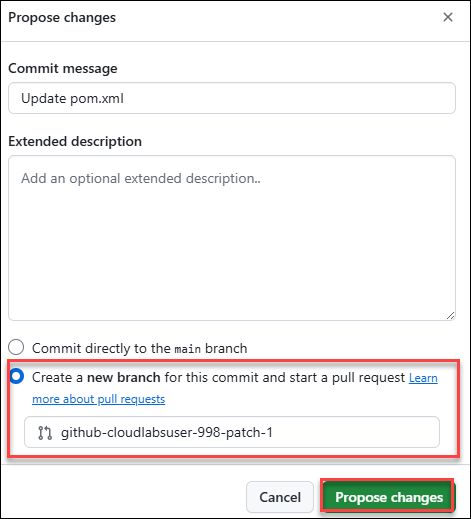 Propose changes
Commit message
Update pom.xml
Extended description
Add an optional extended description..
Commit directly to the main branch
Create a new branch for this commit and start a pull request Learn
more about pull requests
github-cloudlabsuser-998-patch-1
Cancel
Propose changes